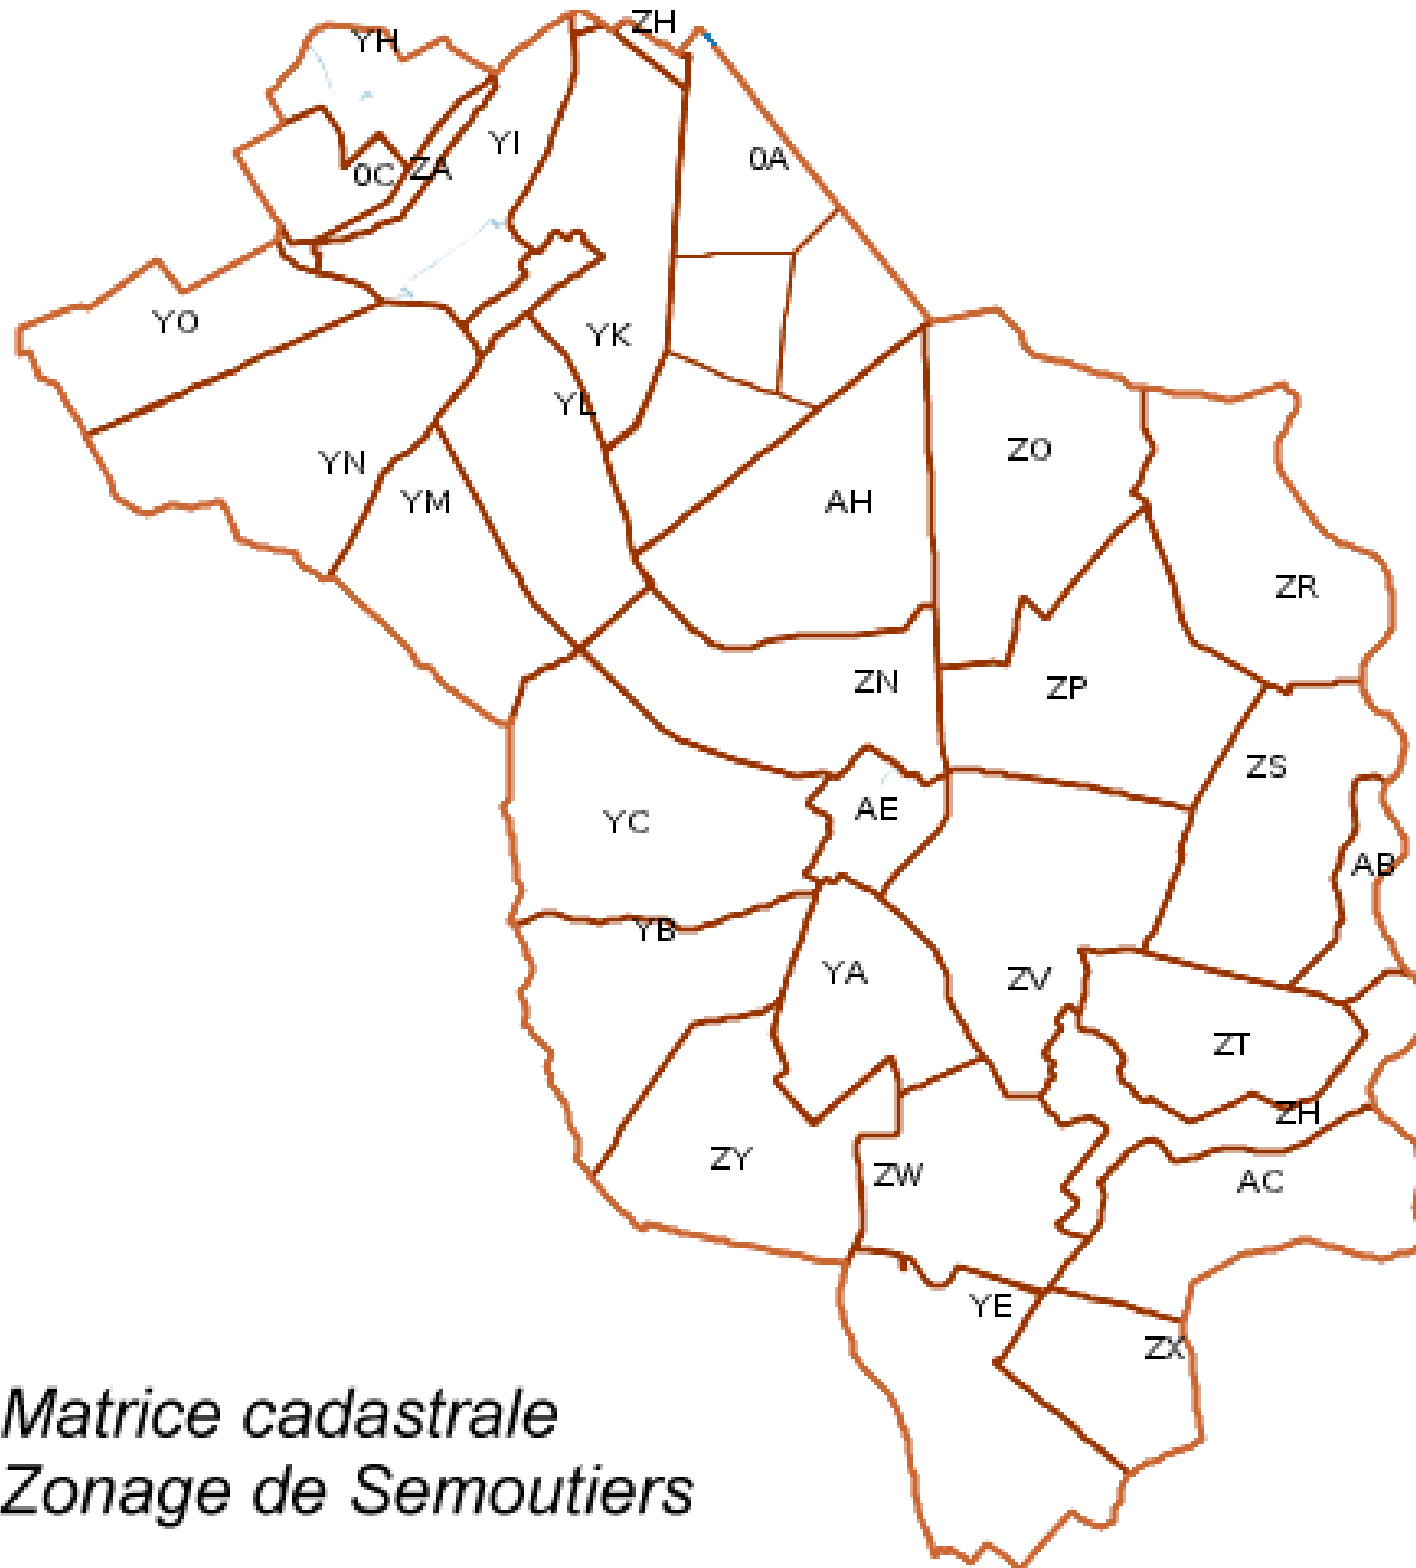 ZH
YH
YI
0A
0C
ZA
YO
YK
YL
ZO
YN
YM
AH
ZR
ZN
ZP
ZS
AE
YC
AB
YB
YA
ZV
ZT
ZH
ZY
ZW
AC
YE
ZX
Matrice cadastrale
Zonage de Semoutiers